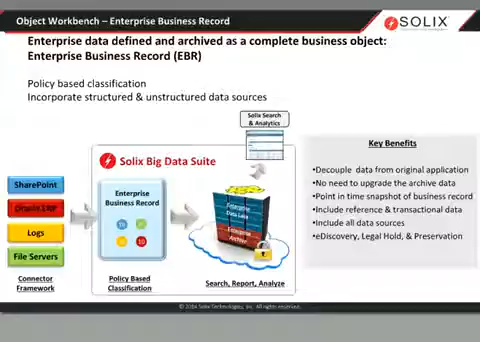 Object Workbench – Enterprise Business Record
SOLIX
Enterprise data defined and archived as a complete business object:
Enterprise Business Record (EBR)
Policy based classification
Incorporate structured & unstructured data sources
Solix Search
& Analytics
Key Benefits
Solix Big Data Suite
•Decouple data from original application
•No need to upgrade the archive data
•Point in time snapshot of business record
•Include reference & transactional data
•Include all data sources
•eDiscovery, Legal Hold, & Preservation
SharePoint
Logs
File Servers
Enterprise
Business Record
Enterprise
Data Lake
Enterprise
Archive
Connector
Framework
Policy Based
Classification
Search, Report, Analyze
© 2014 Solix Technologies, Inc. All rights reserved.